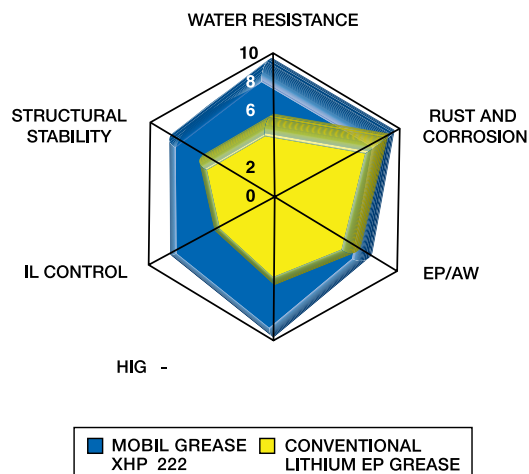 WATER RESISTANCE
10
8
6
2
0
STRUCTURAL
STABILITY
RUST AND
CORROSION
IL CONTROL
EP/AW
HIG -
MOBIL GREASE
XHP 222
CONVENTIONAL
LITHIUM EP GREASE